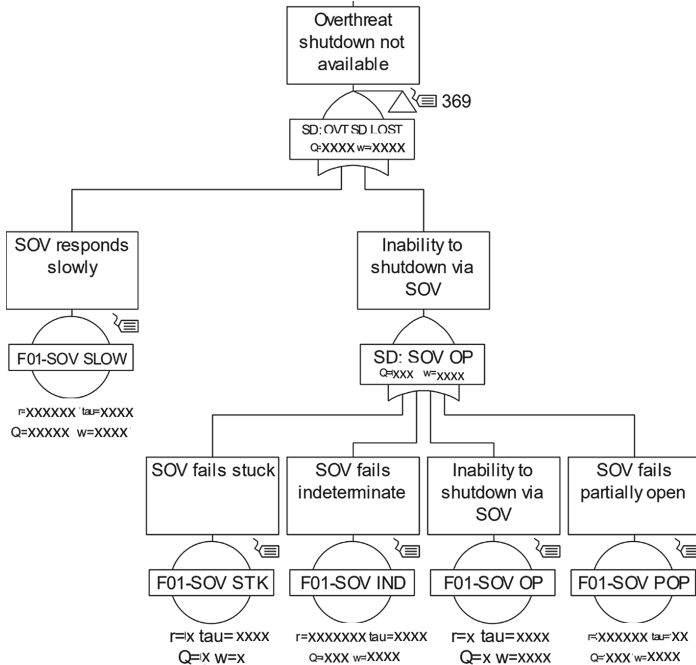 Overthreat
shutdown not
available
369
SD: OVT SD LOST
Q=XXXX w=XXXX
SOV responds
slowly
Inability to
shutdown via
SOV
F01-SOV SLOW
SD: SOV OP
Q=XXX w=XXXX
r=XXXXXX tau=XXXX
Q=XXXXX w=XXXX
SOV fails stuck
SOV fails
indeterminate
Inability to
shutdown via
SOV
SOV fails
partially open
F01-SOV STK
F01-SOV IND
F01-SOV OP
F01-SOV POP
r=x tau=xxxx
Q=x w=x
r=XXXXXXX tau=XXXX
Q=XXX w=XXXX
r=x tau=xxxx
Q=x w=xxxx
r=XXXXXXX tau=XX
Q=XXX w=XXXX